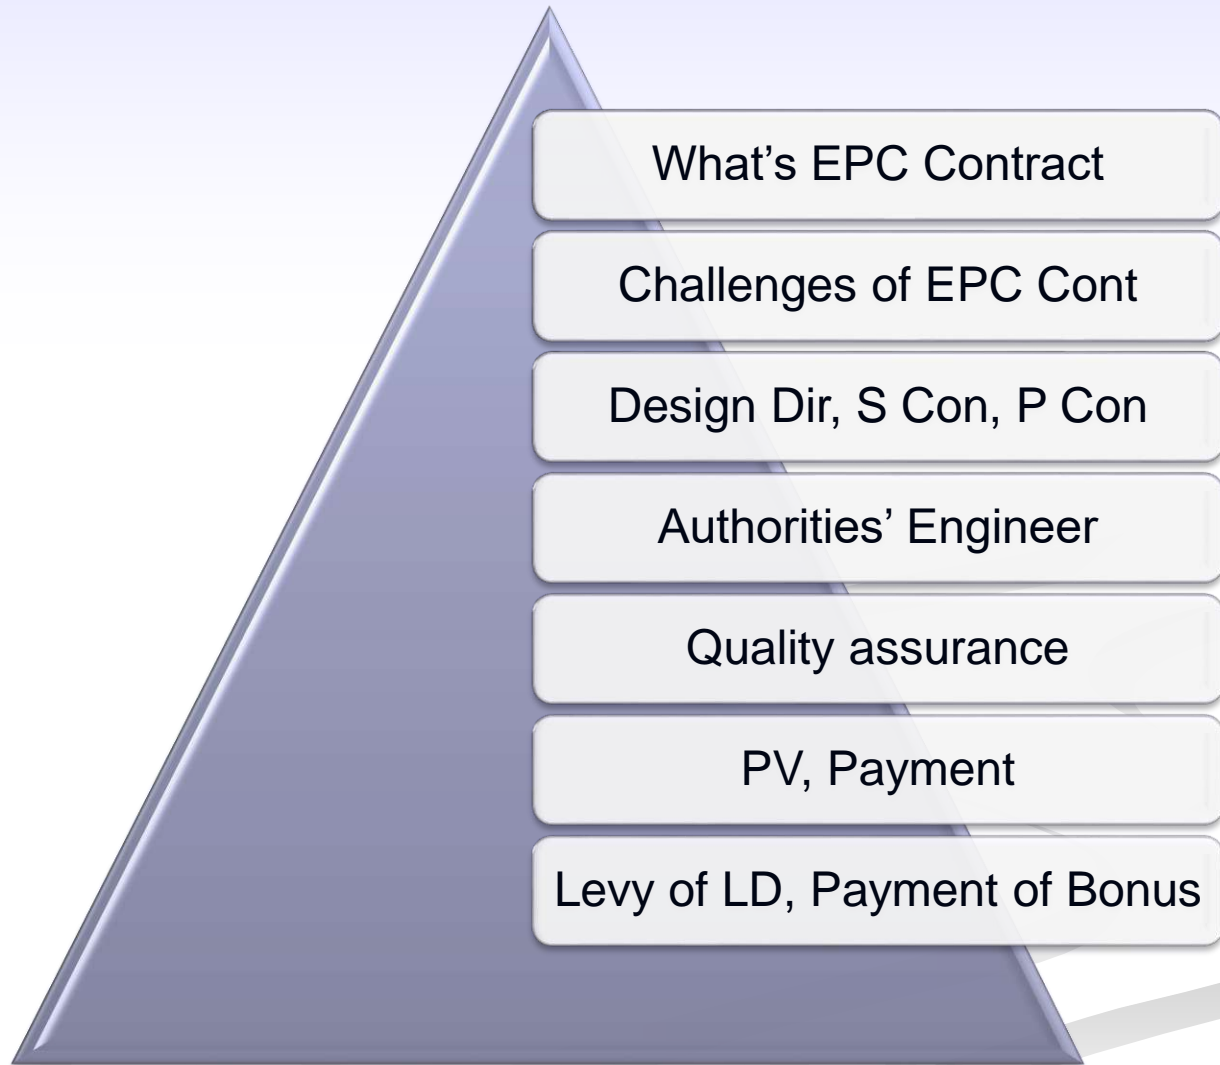 What’s EPC Contract
Challenges of EPC Cont
Design Dir, S Con, P Con
Authorities’ Engineer
Quality assurance
PV, Payment
Levy of LD, Payment of Bonus